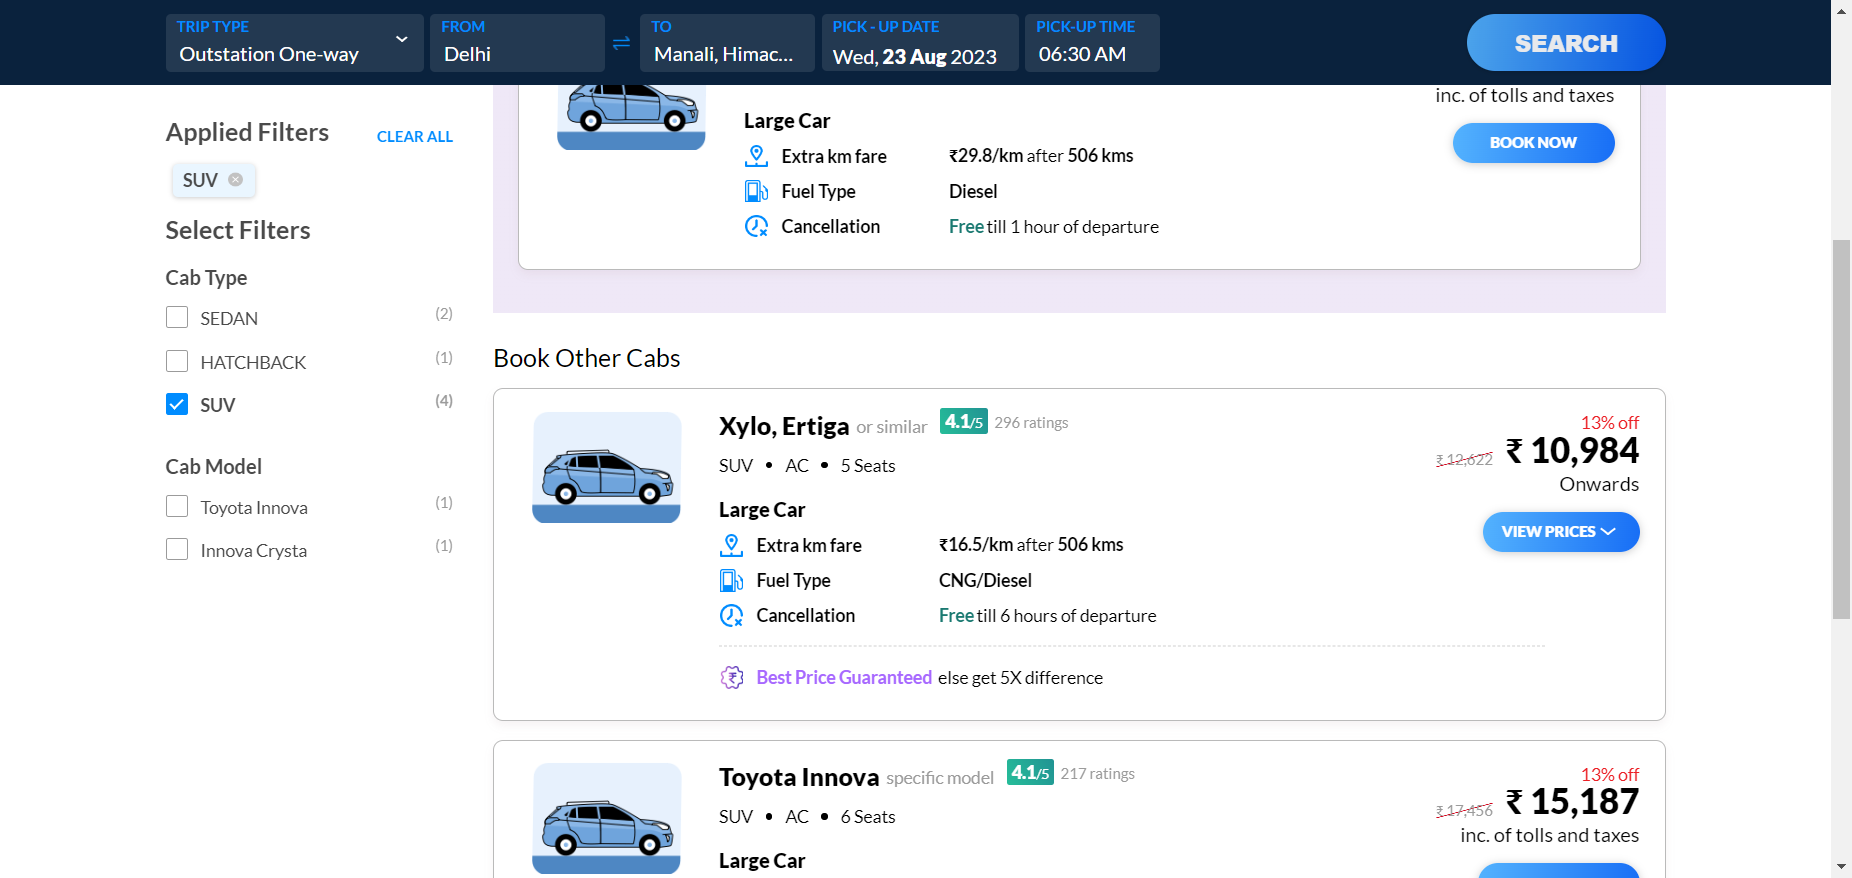 TRIP TYPE
Outstation One-way
FROM
Delhi
TO
Manali, Himac...
PICK - UP DATE
Wed, 23 Aug 2023
PICK-UP TIME
06:30 AM
SEARCH
Applied Filters
CLEAR ALL
SUV
Select Filters
Cab Type
SEDAN (2)
HATCHBACK (1)
SUV (4)
Cab Model
Toyota Innova (1)
Innova Crysta (1)
inc. of tolls and taxes
BOOK NOW
Large Car
Extra km fare ₹29.8/km after 506 kms
Fuel Type Diesel
Cancellation Free till 1 hour of departure
Book Other Cabs
Xylo, Ertiga or similar 4.1/5 296 ratings
SUV • AC • 5 Seats
13% off
₹ 12,622 ₹ 10,984
Onwards
VIEW PRICES
Large Car
Extra km fare ₹16.5/km after 506 kms
Fuel Type CNG/Diesel
Cancellation Free till 6 hours of departure
Best Price Guaranteed else get 5X difference
Toyota Innova specific model 4.1/5 217 ratings
SUV • AC • 6 Seats
13% off
₹ 17,456 ₹ 15,187
inc. of tolls and taxes
Large Car